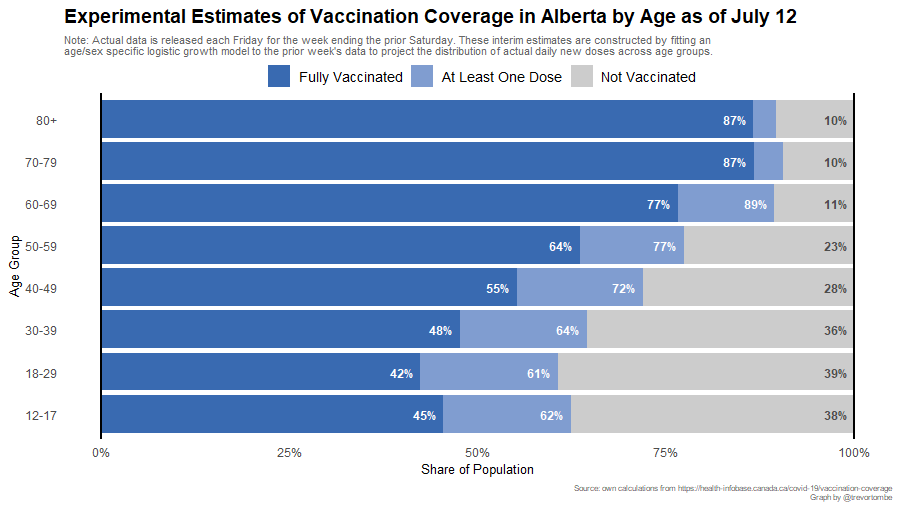 Experimental Estimates of Vaccination Coverage in Alberta by Age as of July 12
Note: Actual data is released each Friday for the week ending the prior Saturday. These interim estimates are constructed by fitting an
age/sex specific logistic growth model to the prior week's data to project the distribution of actual daily new doses across age groups.
Fully Vaccinated At Least One Dose Not Vaccinated
80+ 87% 10%
70-79 87% 10%
60-69 77% 89% 11%
50-59 64% 77% 23%
40-49 55% 72% 28%
30-39 48% 64% 36%
18-29 42% 61% 39%
12-17 45% 62% 38%
Age Group
0% 25% 50% 75% 100%
Share of Population
Source: own calculations from https://health-infobase.canada.ca/covid-19/vaccination-coverage
Graph by @trevortombe